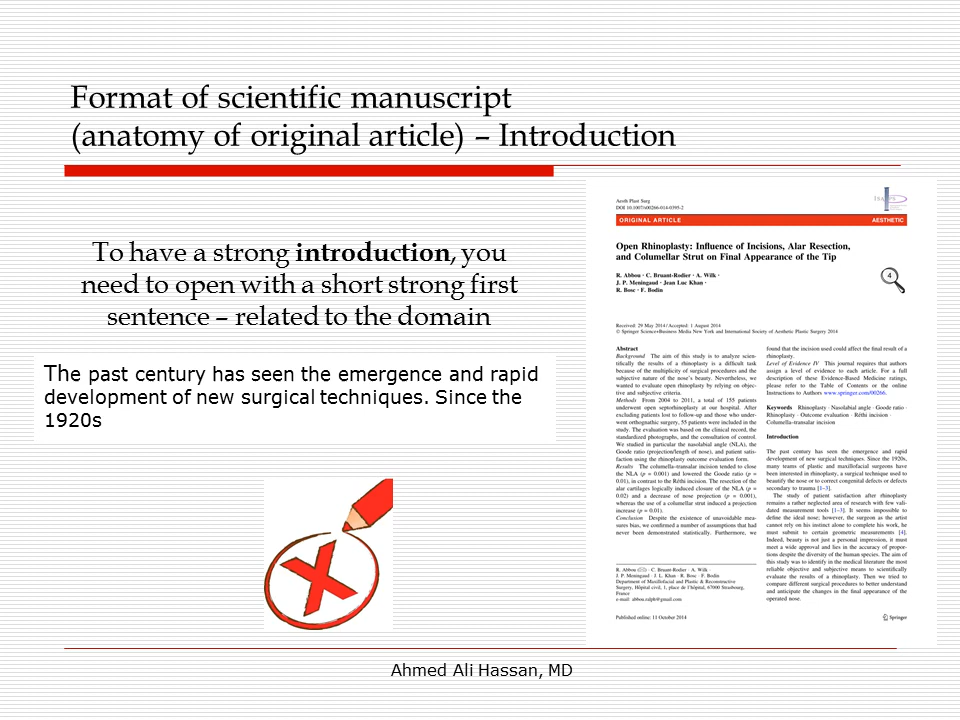 Format of scientific manuscript
(anatomy of original article) – Introduction
To have a strong introduction, you
need to open with a short strong first
sentence – related to the domain
The past century has seen the emergence and rapid
development of new surgical techniques. Since the
1920s
Aesth Plast Surg
DOI 10.1007/s00266-014-0395-2
ORIGINAL ARTICLE AESTHETIC
Open Rhinoplasty: Influence of Incisions, Alar Resection,
and Columellar Strut on Final Appearance of the Tip
4
R. Abbou · C. Bruant-Rodier · A. Wilk ·
J. P. Meningaud · Jean Luc Khan ·
R. Bosc · F. Bodin
Received: 29 May 2014 / Accepted: 1 August 2014
© Springer Science+Business Media New York and International Society of Aesthetic Plastic Surgery 2014
Abstract
Background The aim of this study is to analyze scien-
tifically the results of a rhinoplasty is a difficult task
because of the multiplicity of surgical procedures and the
subjective nature of the nose's beauty. Nevertheless, we
wanted to evaluate open rhinoplasty by relying on objec-
tive and subjective criteria.
Methods From 2004 to 2011, a total of 155 patients
underwent open septorhinoplasty at our hospital. After
excluding patients lost to follow-up and those who under-
went orthognathic surgery, 55 patients were included in the
study. The evaluation was based on the clinical record, the
standardized photographs, and the consultation of control.
We studied in particular the nasolabial angle (NLA), the
Goode ratio (projection/length of nose), and patient satis-
faction using the rhinoplasty outcome evaluation form.
Results The columella-transalar incision tended to close
the NLA (p = 0.001) and lowered the Goode ratio (p =
0.01), in contrast to the Réthi incision. The resection of the
alar cartilages logically induced closure of the NLA (p =
0.02) and a decrease of nose projection (p = 0.001),
whereas the use of a columellar strut induced a projection
increase (p = 0.01).
Conclusion Despite the existence of unavoidable mea-
sures bias, we confirmed a number of assumptions that had
never been demonstrated statistically. Furthermore, we
R. Abbou · C. Bruant-Rodier · A. Wilk ·
J. P. Meningaud · J. L. Khan · R. Bosc · F. Bodin
Department of Maxillofacial and Plastic & Reconstructive
Surgery, Hôpital civil, 1, place de l'hôpital, 67000 Strasbourg,
France
e-mail: abbou.ralph@gmail.com
found that the incision used could affect the final result of a
rhinoplasty.
Level of Evidence IV This journal requires that authors
assign a level of evidence to each article. For a full
description of these Evidence-Based Medicine ratings,
please refer to the Table of Contents or the online
Instructions to Authors www.springer.com/00266.
Keywords Rhinoplasty · Nasolabial angle · Goode ratio ·
Rhinoplasty · Outcome evaluation · Réthi incision ·
Columella–transalar incision
Introduction
The past century has seen the emergence and rapid
development of new surgical techniques. Since the 1920s,
many teams of plastic and maxillofacial surgeons have
been interested in rhinoplasty, a surgical technique used to
beautify the nose or to correct congenital defects or defects
secondary to trauma [1–3].
The study of patient satisfaction after rhinoplasty
remains a rather neglected area of research with few vali-
dated measurement tools [1–3]. It seems impossible to
define the ideal nose; however, the surgeon as the artist
cannot rely on his instinct alone to complete his work, he
must submit to certain geometric measurements [4].
Indeed, beauty is not just a personal impression, it must
meet a wide approval and lies in the accuracy of propor-
tions despite the diversity of the human species. The aim of
this study was to identify in the medical literature the most
reliable objective and subjective means to scientifically
evaluate the results of a rhinoplasty. Then we tried to
compare different surgical procedures to better understand
and anticipate the changes in the final appearance of the
operated nose.
Published online: 11 October 2014
Springer
Ahmed Ali Hassan, MD